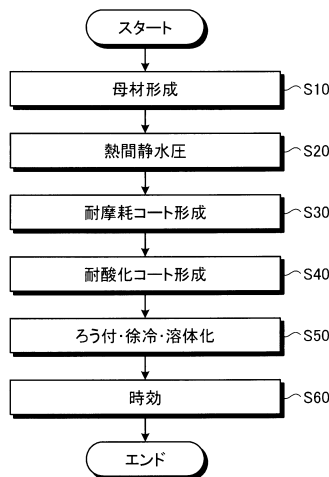 スタート
母材形成 S10
熱間静水圧 S20
耐摩耗コート形成 S30
耐酸化コート形成 S40
ろう付・徐冷・溶体化 S50
時効 S60
エンド